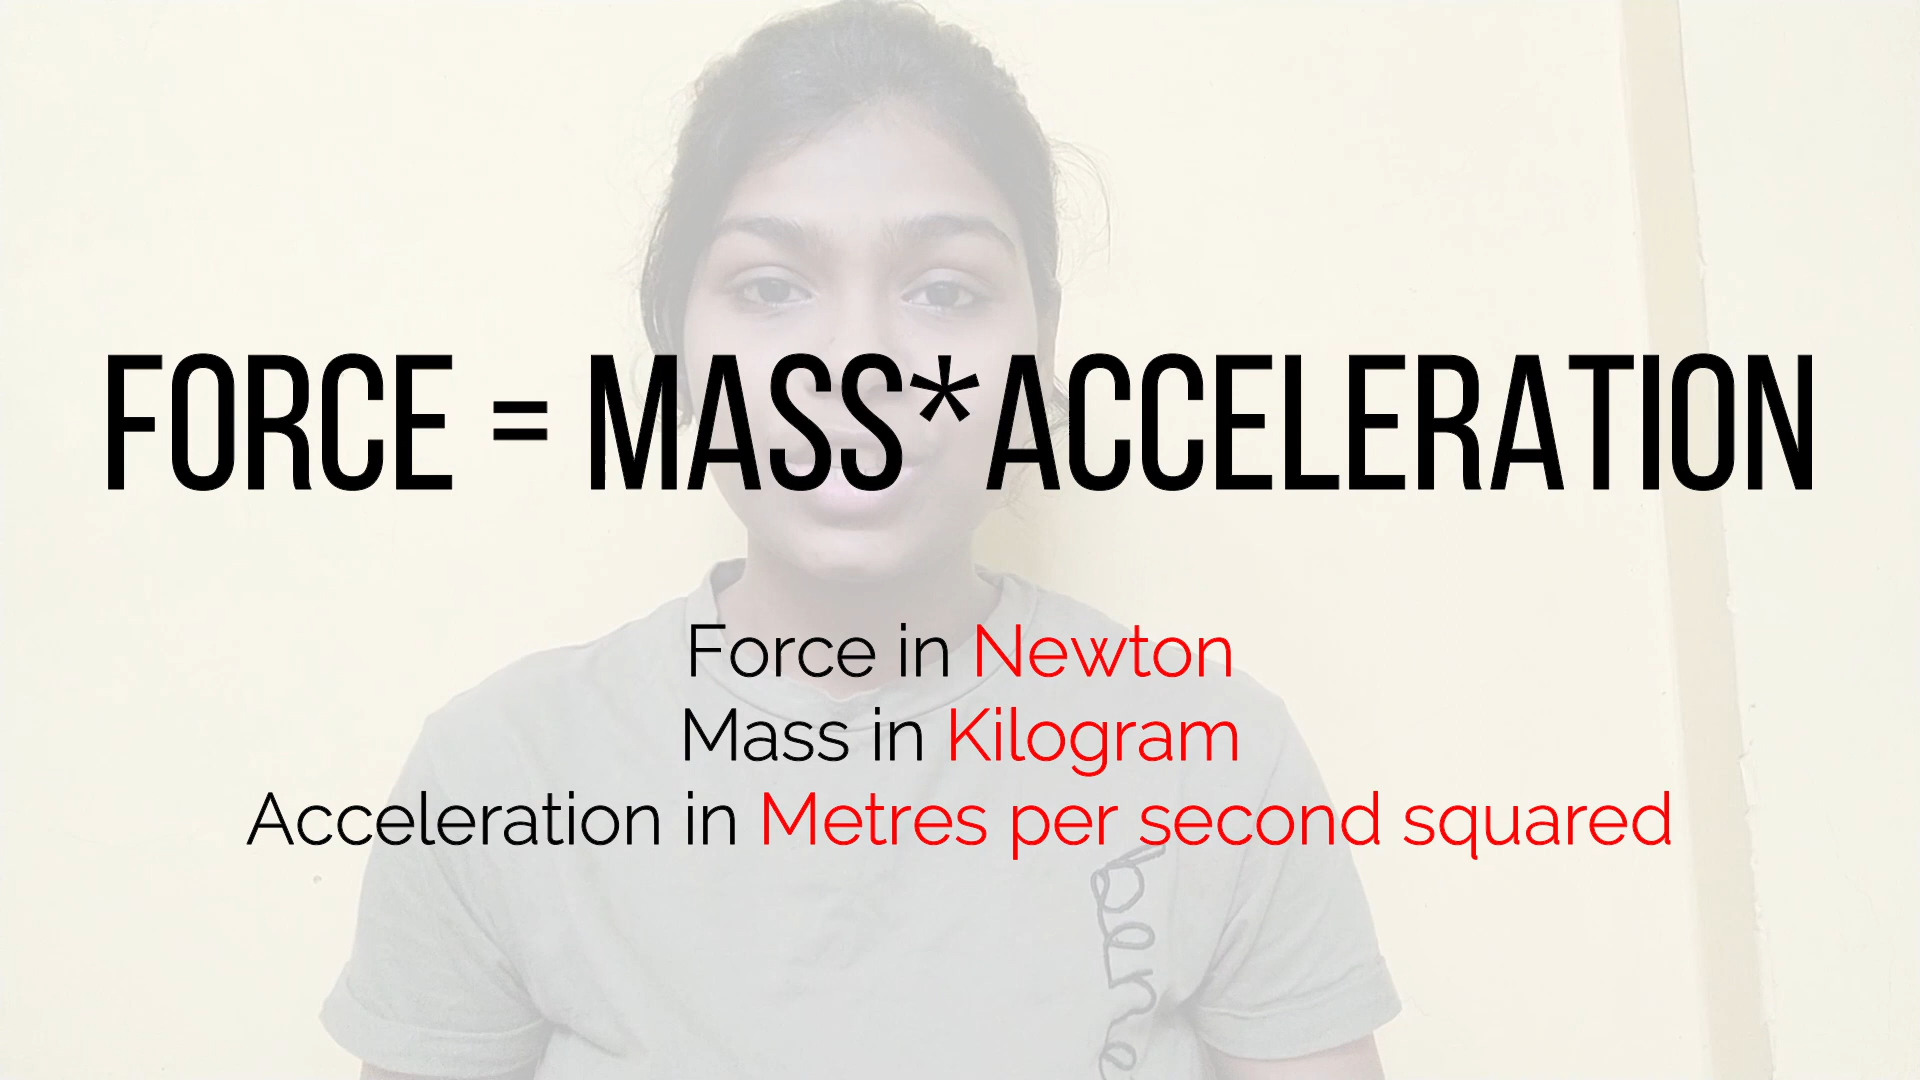 FORCE = MASS*ACCELERATION
Force in Newton
Mass in Kilogram
Acceleration in Metres per second squared